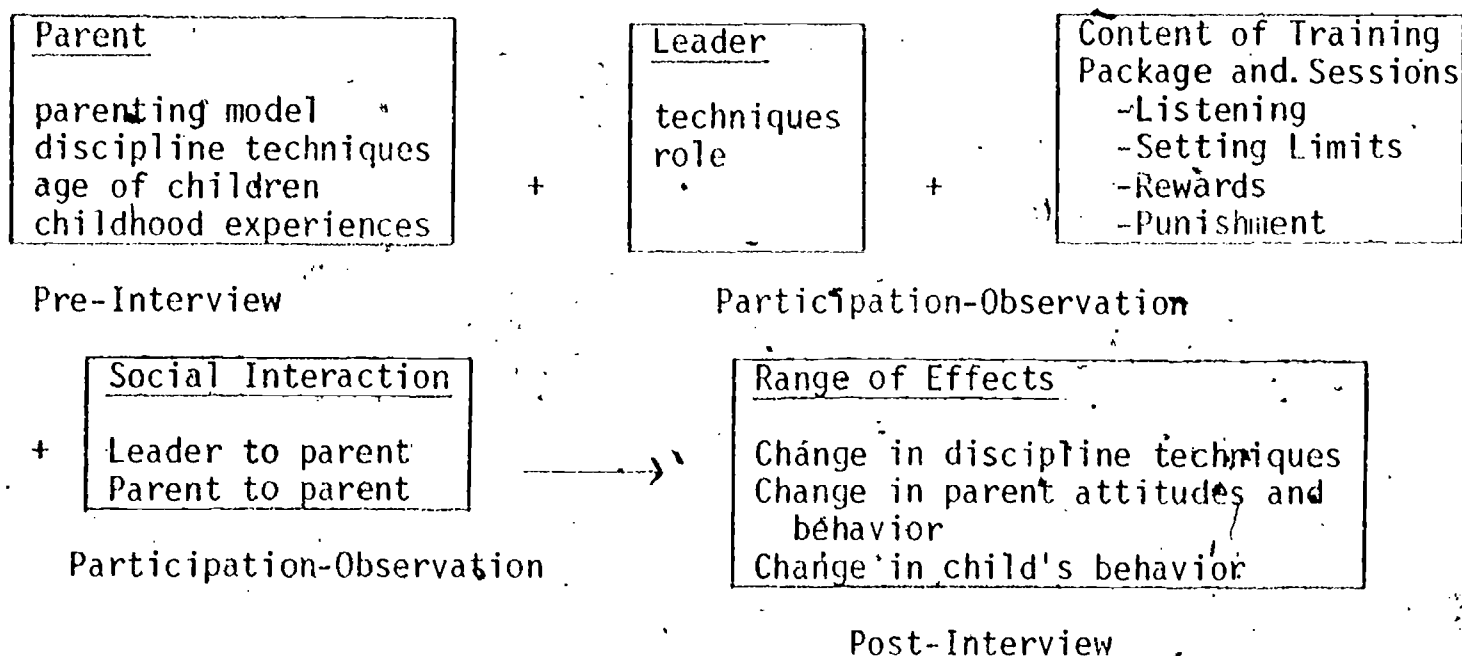 Parent
parenting model
discipline techniques
age of children
childhood experiences
+
Leader
techniques
role
+
Content of Training
Package and Sessions
-Listening
-Setting Limits
-Rewards
-Punishment
Pre-Interview
Participation-Observation
+
Social Interaction
Leader to parent
Parent to parent
Participation-Observation
Range of Effects
Change in discipline techniques
Change in parent attitudes and
behavior
Change in child's behavior
Post-Interview